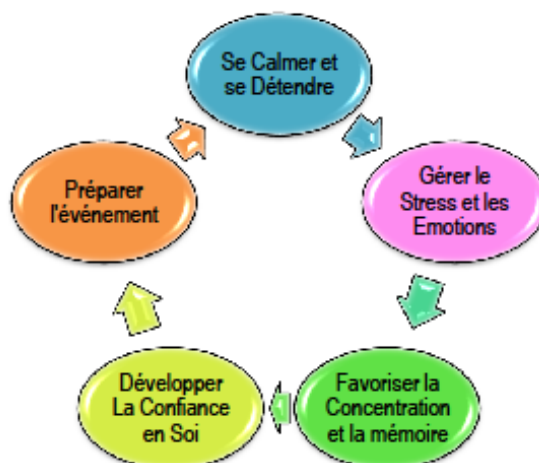 Se Calmer et
se Détendre
Gérer le
Stress et les
Emotions
Favoriser la
Concentration
et la mémoire
Développer
La Confiance
en Soi
Préparer
l'événement